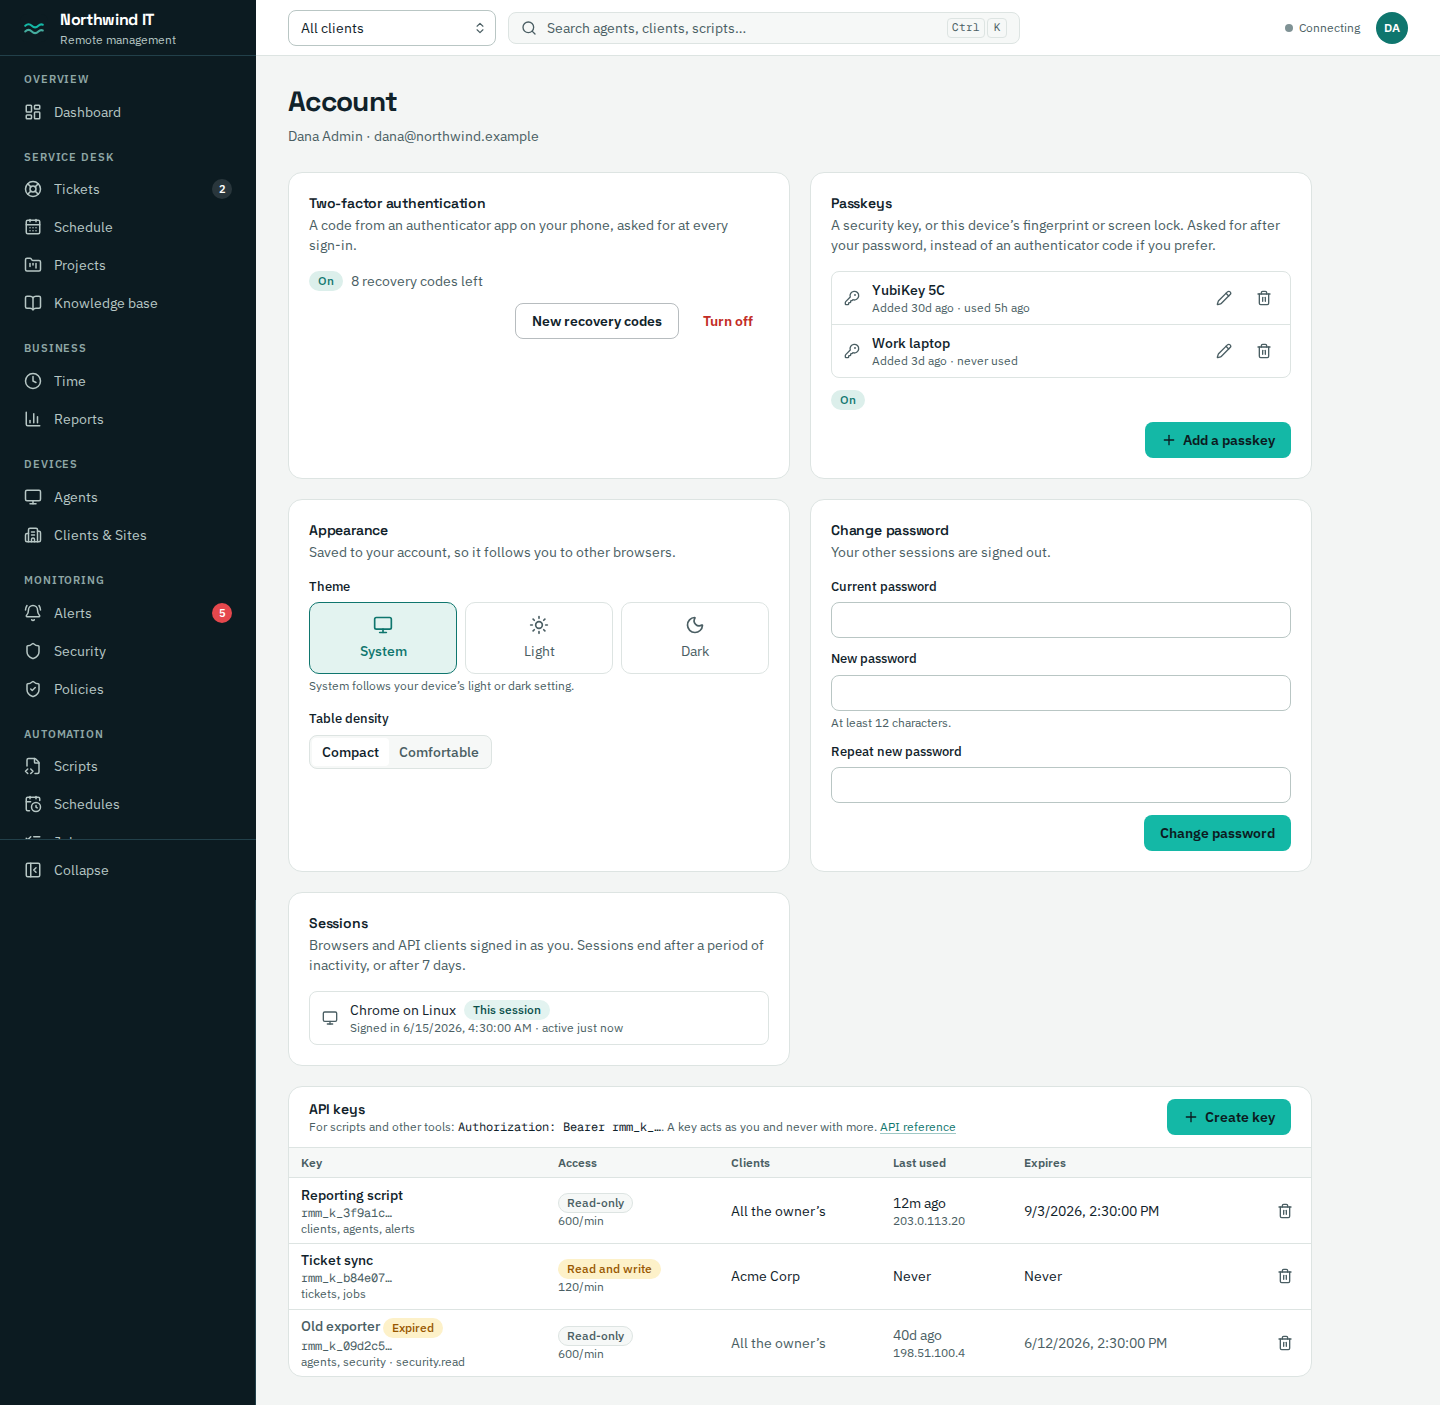 Northwind IT
Remote management
OVERVIEW
Dashboard
SERVICE DESK
Tickets 2
Schedule
Projects
Knowledge base
BUSINESS
Time
Reports
DEVICES
Agents
Clients & Sites
MONITORING
Alerts 5
Security
Policies
AUTOMATION
Scripts
Schedules
Collapse
All clients
Search agents, clients, scripts… Ctrl K
Connecting DA
Account
Dana Admin · dana@northwind.example
Two-factor authentication
A code from an authenticator app on your phone, asked for at every
sign-in.
On 8 recovery codes left
New recovery codes Turn off
Passkeys
A security key, or this device’s fingerprint or screen lock. Asked for after
your password, instead of an authenticator code if you prefer.
YubiKey 5C
Added 30d ago · used 5h ago
Work laptop
Added 3d ago · never used
On
Add a passkey
Appearance
Saved to your account, so it follows you to other browsers.
Theme
System Light Dark
System follows your device’s light or dark setting.
Table density
Compact Comfortable
Change password
Your other sessions are signed out.
Current password
New password
At least 12 characters.
Repeat new password
Change password
Sessions
Browsers and API clients signed in as you. Sessions end after a period of
inactivity, or after 7 days.
Chrome on Linux This session
Signed in 6/15/2026, 4:30:00 AM · active just now
API keys
For scripts and other tools: Authorization: Bearer rmm_k_…. A key acts as you and never with more. API reference
Create key
Key Access Clients Last used Expires
Reporting script
rmm_k_3f9a1c…
clients, agents, alerts
Read-only
600/min
All the owner’s
12m ago
203.0.113.20
9/3/2026, 2:30:00 PM
Ticket sync
rmm_k_b84e07…
tickets, jobs
Read and write
120/min
Acme Corp
Never
Never
Old exporter Expired
rmm_k_09d2c5…
agents, security · security.read
Read-only
600/min
All the owner’s
40d ago
198.51.100.4
6/12/2026, 2:30:00 PM